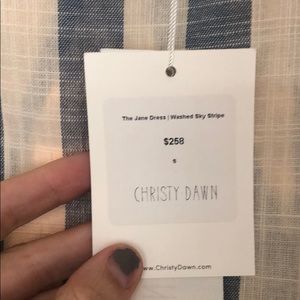 The Jane Dress | Washed Sky Stripe
$258
S
CHRISTY DAWN
www.ChristyDawn.com